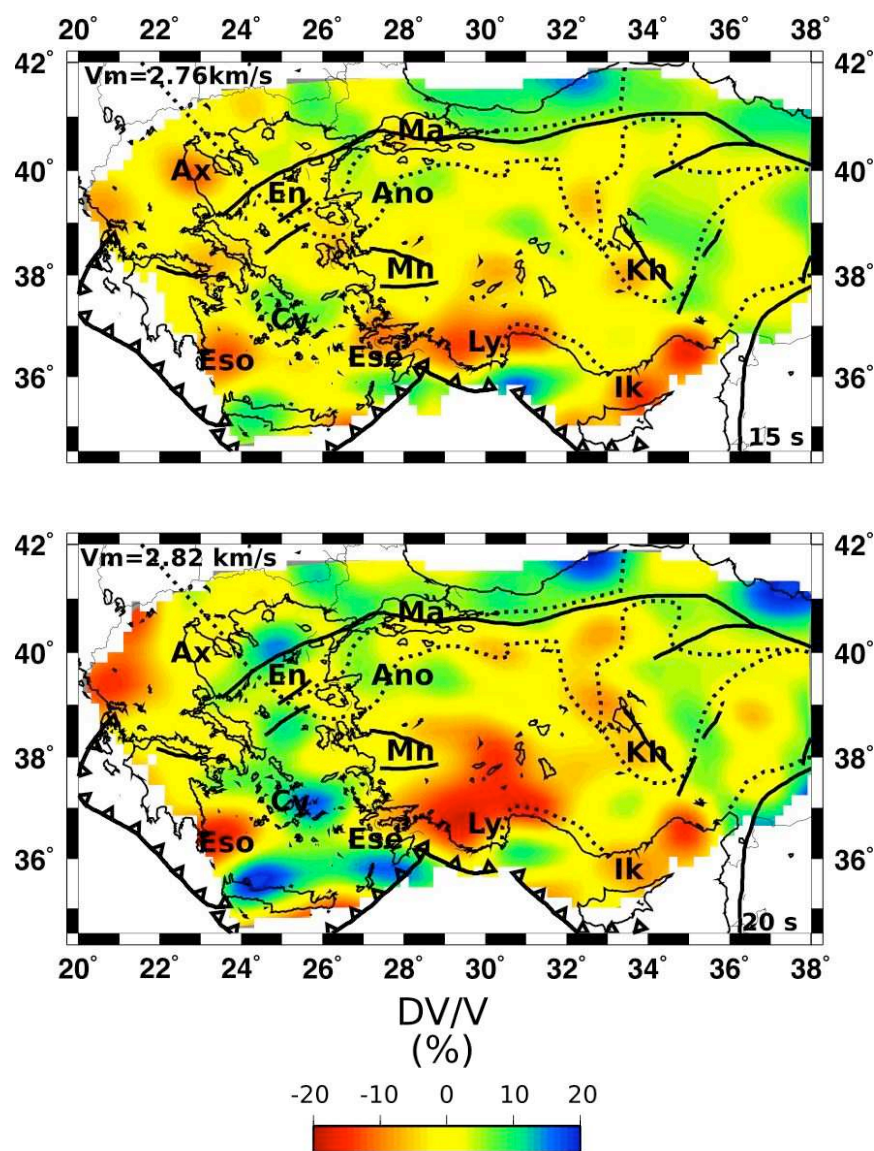 20° 22° 24° 26° 28° 30° 32° 34° 36° 38°
42° Vm=2.76km/s 42°
Ma
40° Ax 40°
En Ano
38° Mn Kh 38°
Cy
Eso Ese Ly
36° Ik 36°
15 s
42° Vm=2.82 km/s 42°
Ma
40° Ax 40°
En Ano
38° Mn Kh 38°
Cy
Eso Ese Ly
36° Ik 36°
20 s
20° 22° 24° 26° 28° 30° 32° 34° 36° 38°
DV/V
(%)
-20 -10 0 10 20